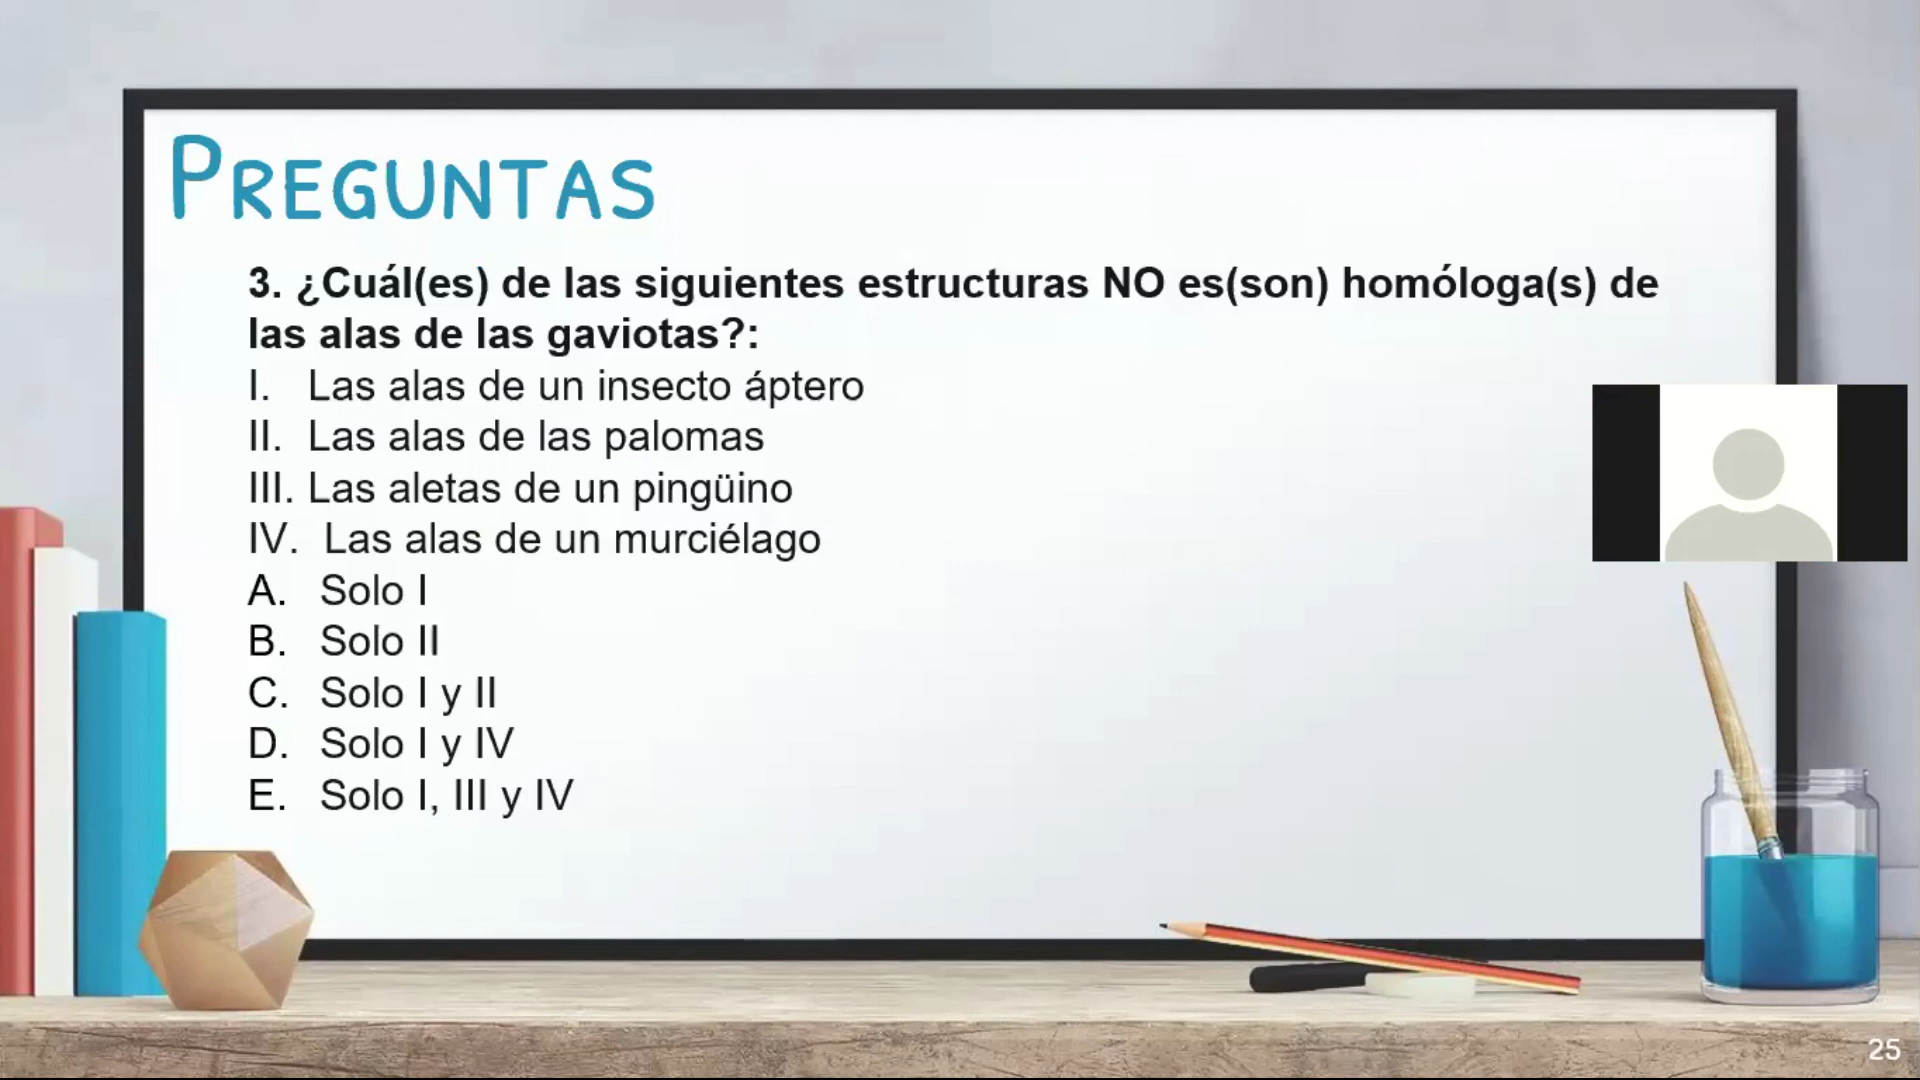 PREGUNTAS
3. ¿Cuál(es) de las siguientes estructuras NO es(son) homóloga(s) de
las alas de las gaviotas?:
I. Las alas de un insecto áptero
II. Las alas de las palomas
III. Las aletas de un pingüino
IV. Las alas de un murciélago
A. Solo I
B. Solo II
C. Solo I y II
D. Solo I y IV
E. Solo I, III y IV
25